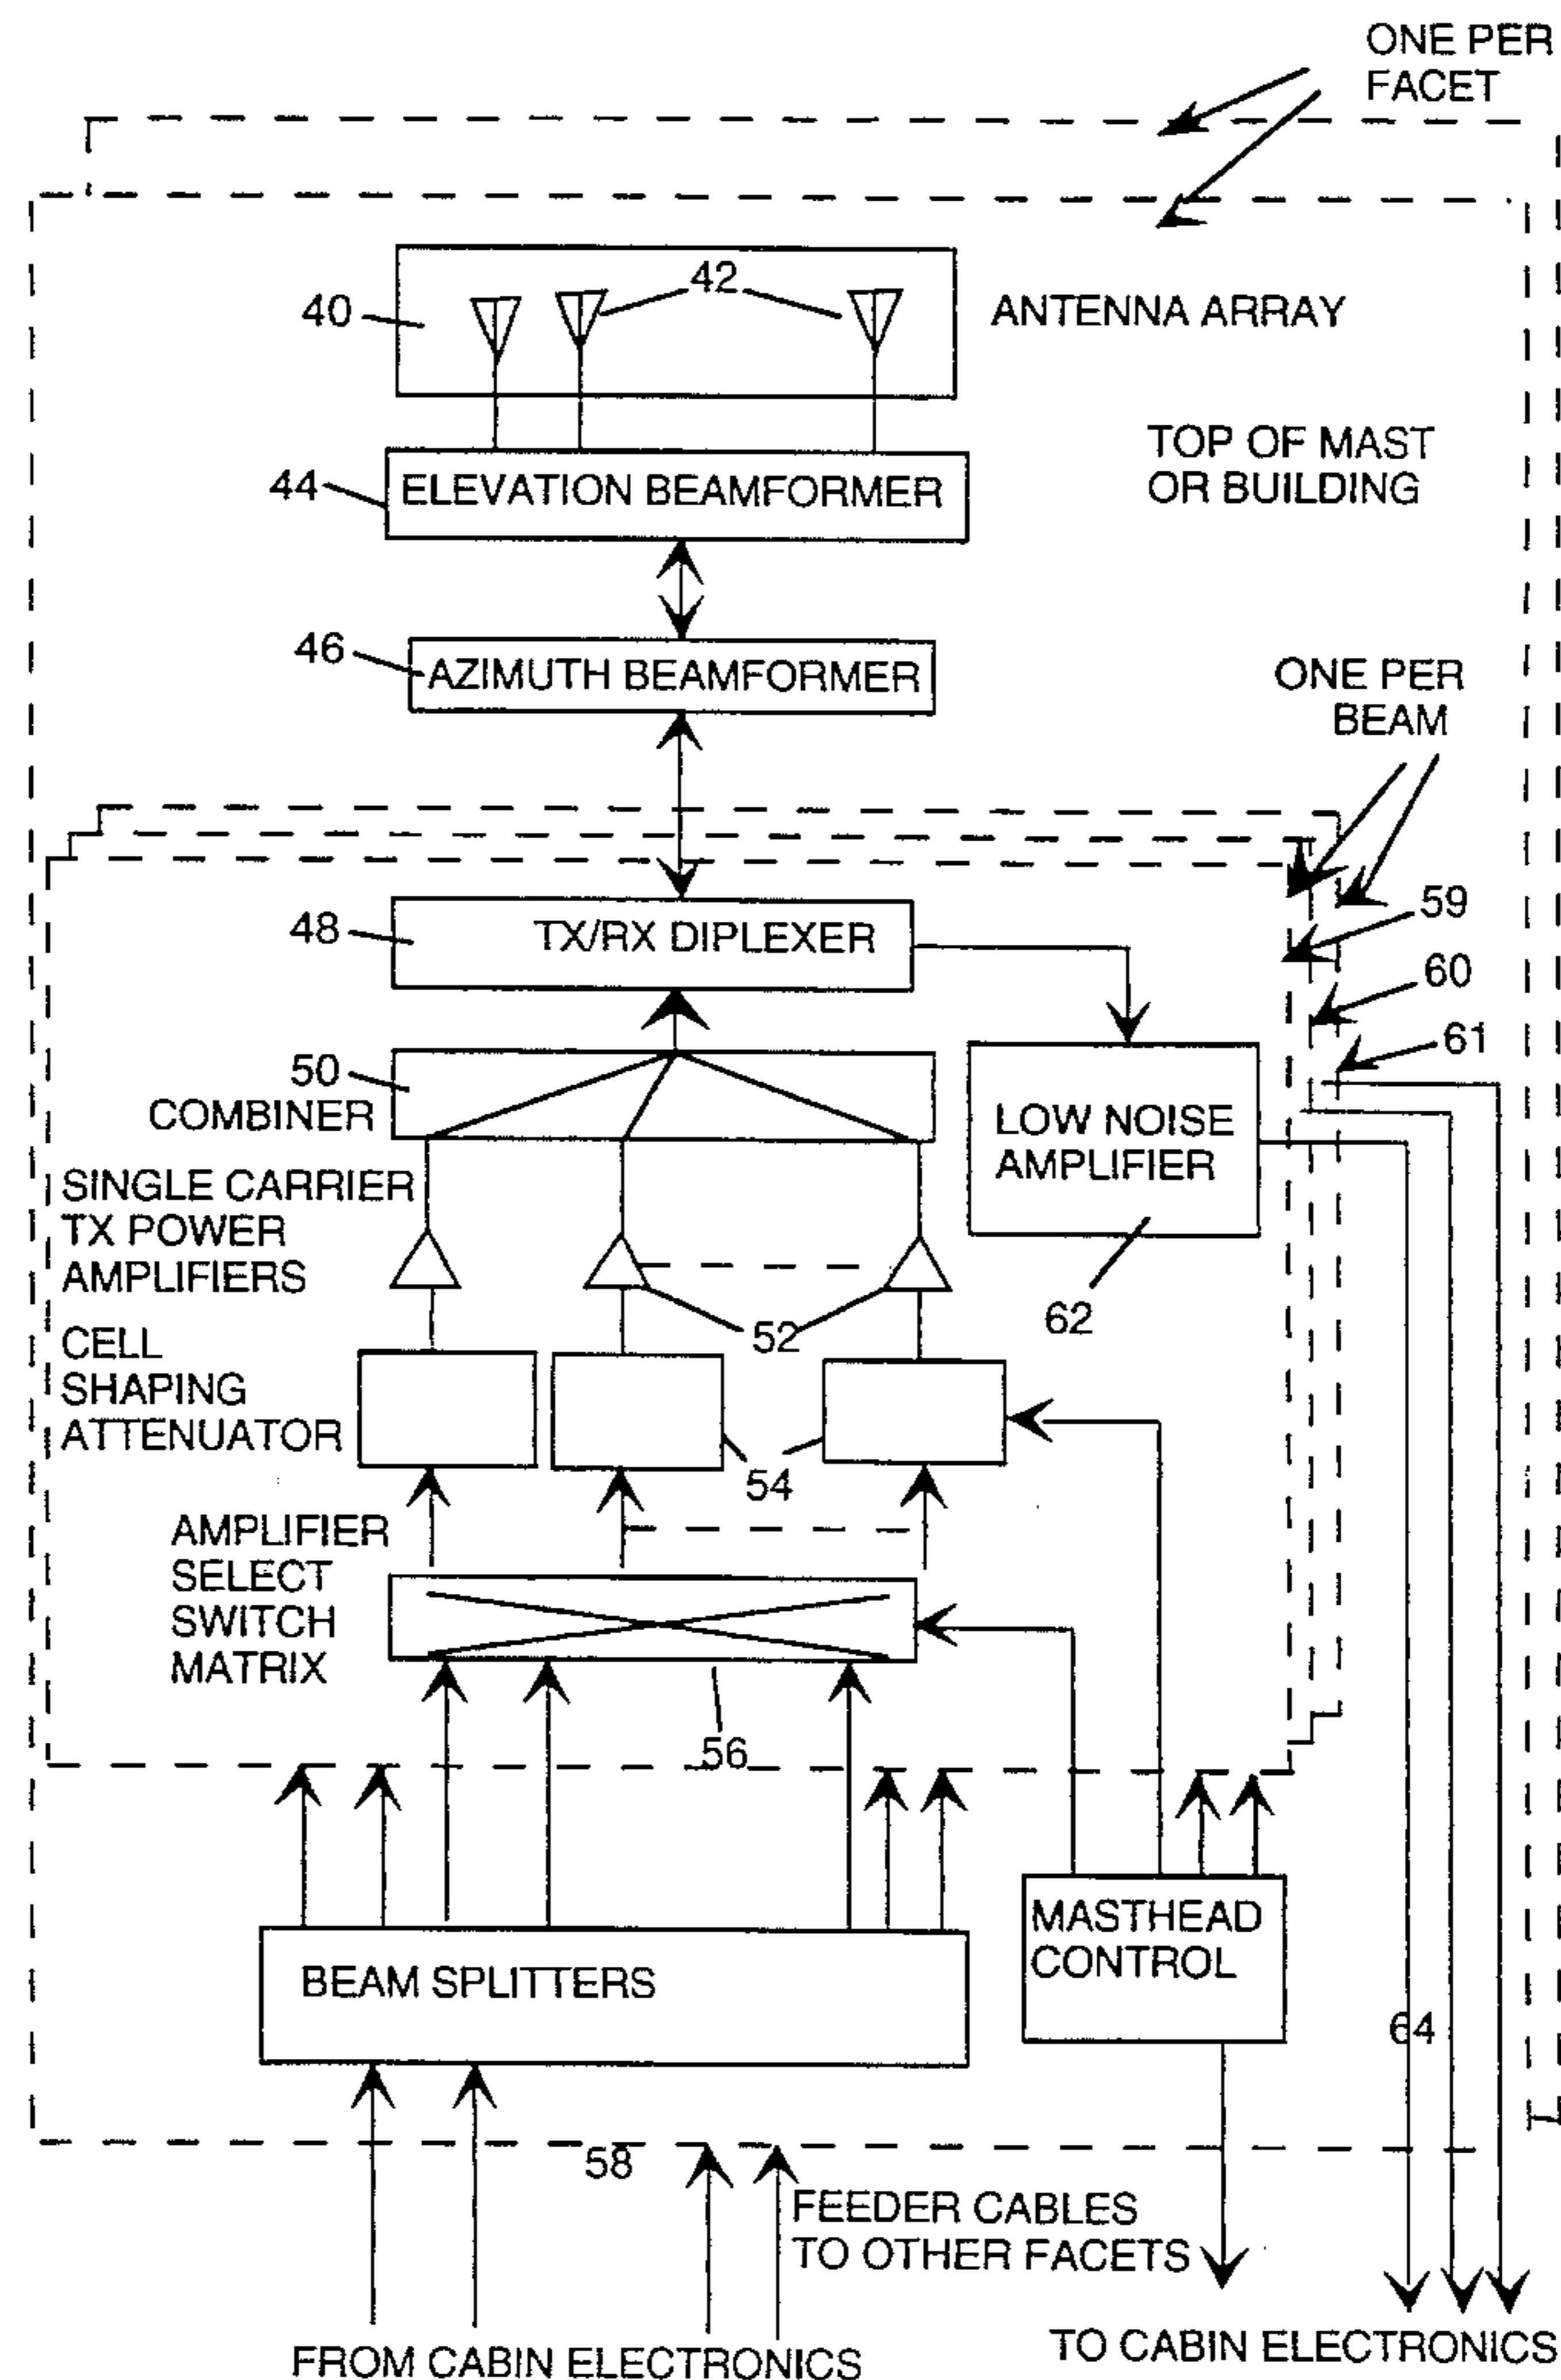 ONE PER
FACET
40
42
ANTENNA ARRAY
TOP OF MAST
OR BUILDING
44
ELEVATION BEAMFORMER
46
AZIMUTH BEAMFORMER
ONE PER
BEAM
48
TX/RX DIPLEXER
59
60
61
50
COMBINER
LOW NOISE
AMPLIFIER
62
SINGLE CARRIER
TX POWER
AMPLIFIERS
52
CELL
SHAPING
ATTENUATOR
54
AMPLIFIER
SELECT
SWITCH
MATRIX
56
BEAM SPLITTERS
MASTHEAD
CONTROL
64
58
FEEDER CABLES
TO OTHER FACETS
FROM CABIN ELECTRONICS
TO CABIN ELECTRONICS